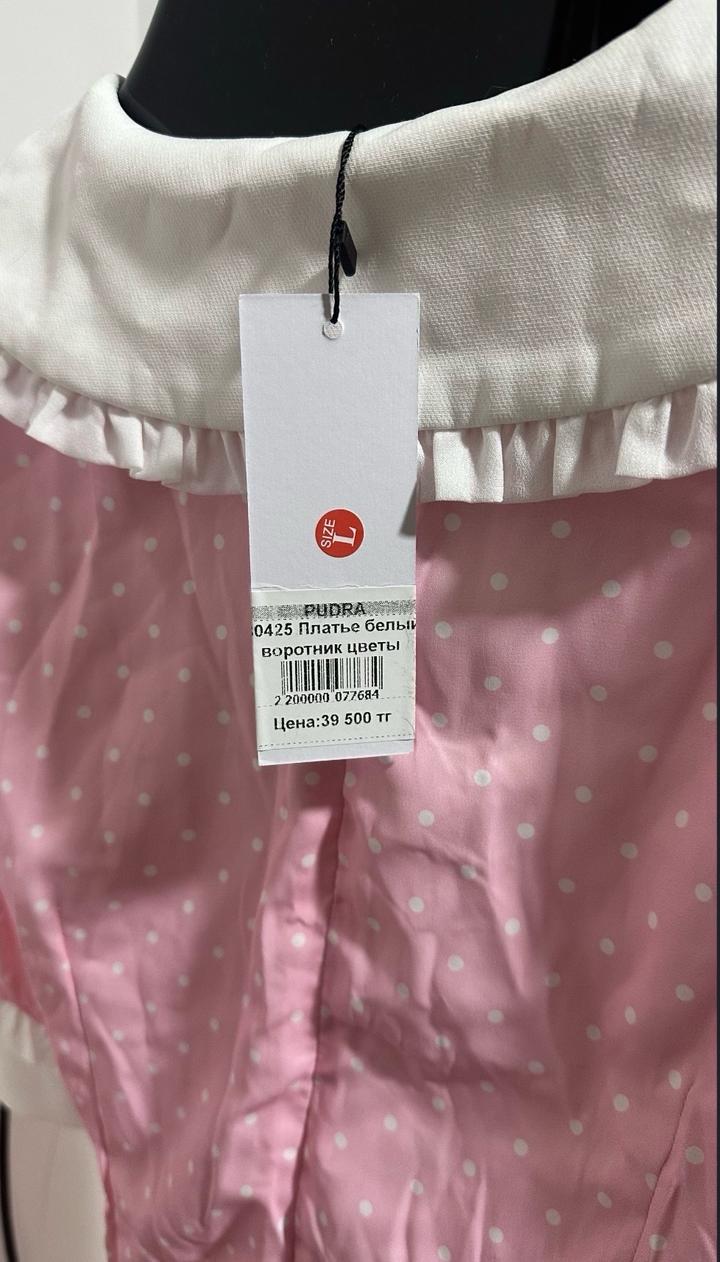 SIZE
L
PUDRA
0425 Платье белый
воротник цветы
2 200000 077684
Цена:39 500 тг